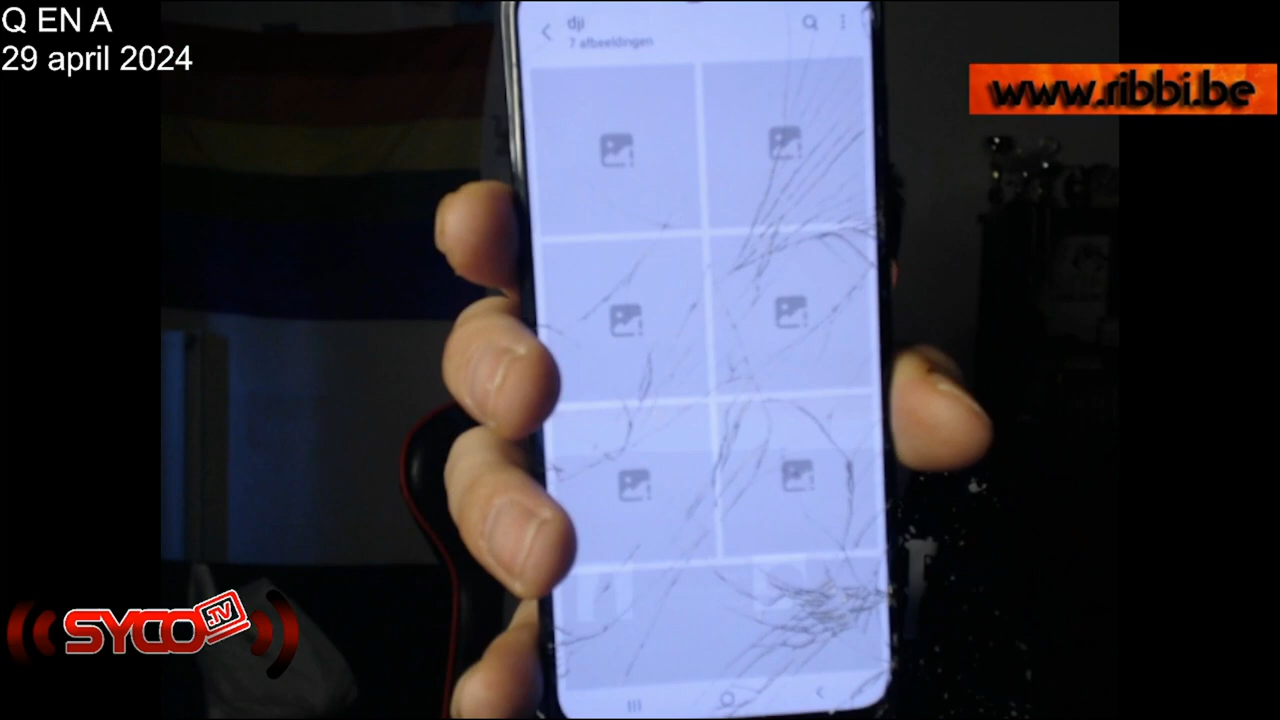 Q EN A
29 april 2024
www.ribbi.be
dji
7 afbeeldingen
SYCO.TV